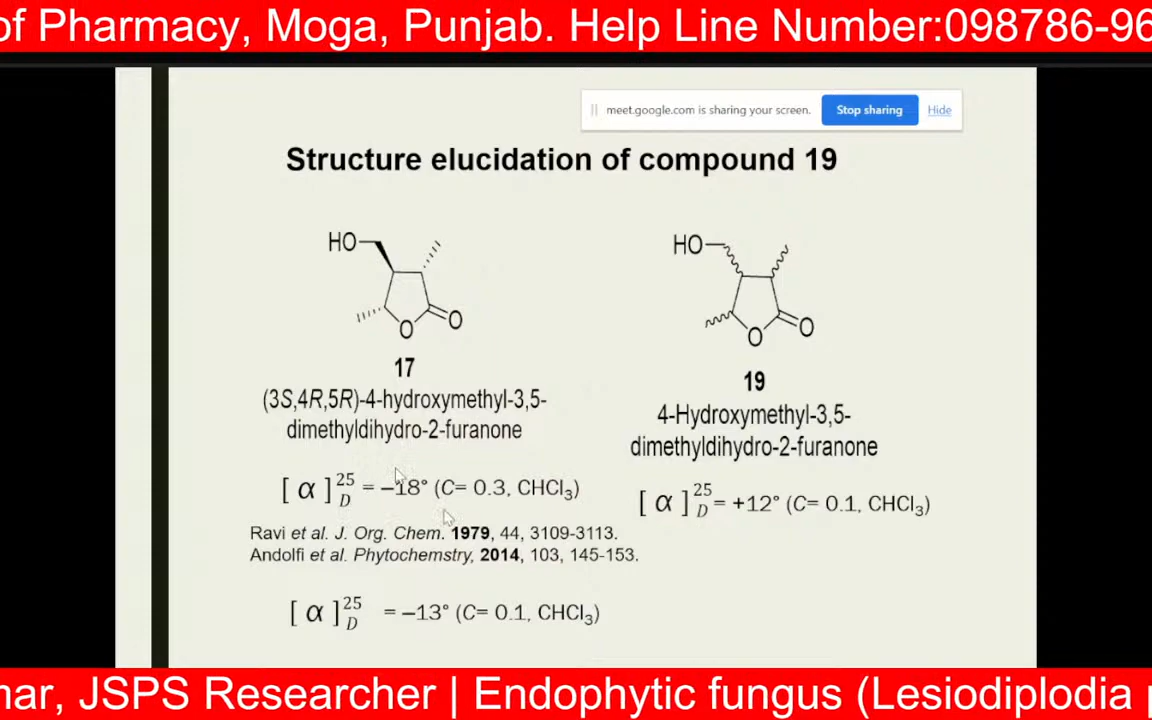 of Pharmacy, Moga, Punjab. Help Line Number:098786-96
meet.google.com is sharing your screen. Stop sharing Hide
Structure elucidation of compound 19
HO O O
HO O O
17
(3S,4R,5R)-4-hydroxymethyl-3,5-
dimethyldihydro-2-furanone
19
4-Hydroxymethyl-3,5-
dimethyldihydro-2-furanone
[ α ]25D = –18° (C= 0.3, CHCl3)
[ α ]25D = +12° (C= 0.1, CHCl3)
Ravi et al. J. Org. Chem. 1979, 44, 3109-3113.
Andolfi et al. Phytochemstry, 2014, 103, 145-153.
[ α ]25D = –13° (C= 0.1, CHCl3)
mar, JSPS Researcher | Endophytic fungus (Lesiodiplodia p